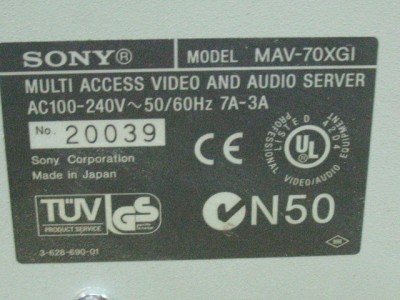 SONY® MODEL MAV-70XGI
MULTI ACCESS VIDEO AND AUDIO SERVER
AC100-240V~50/60Hz 7A-3A
No. 20039
Sony Corporation
Made in Japan
CE
LISTED 42D4
UL®
PROFESSIONAL VIDEO/AUDIO EQUIPMENT
TÜV
PRODUCT SERVICE
GS
N50
3-628-690-01